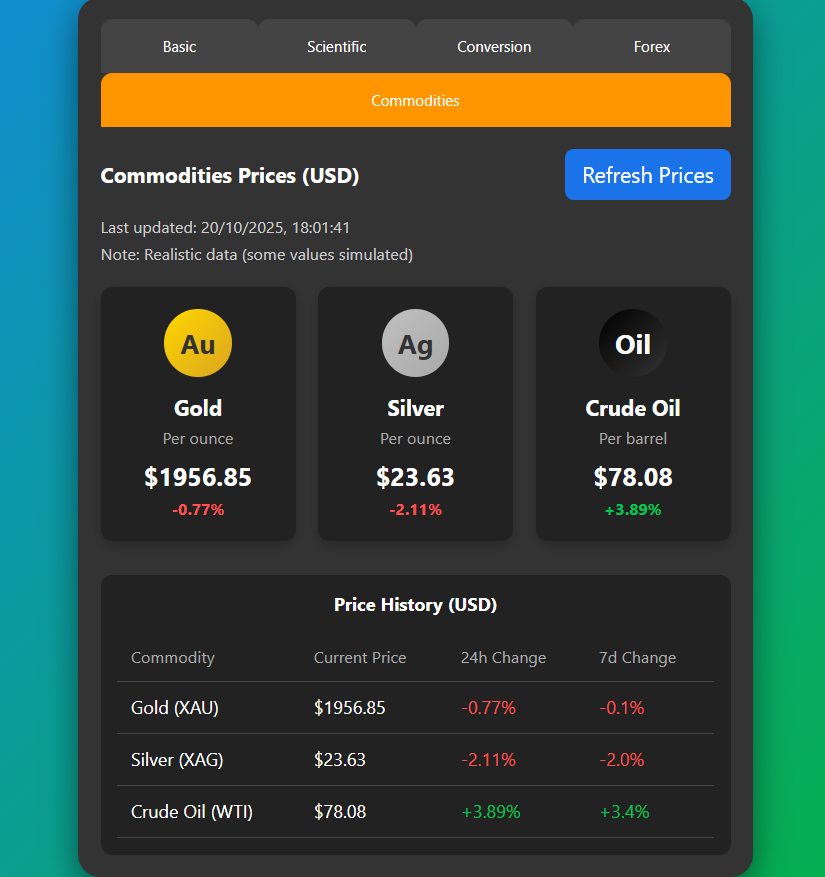 Basic Scientific Conversion Forex
Commodities
Commodities Prices (USD) Refresh Prices
Last updated: 20/10/2025, 18:01:41
Note: Realistic data (some values simulated)
Au Ag Oil
Gold Silver Crude Oil
Per ounce Per ounce Per barrel
$1956.85 $23.63 $78.08
-0.77% -2.11% +3.89%
Price History (USD)
Commodity Current Price 24h Change 7d Change
Gold (XAU) $1956.85 -0.77% -0.1%
Silver (XAG) $23.63 -2.11% -2.0%
Crude Oil (WTI) $78.08 +3.89% +3.4%